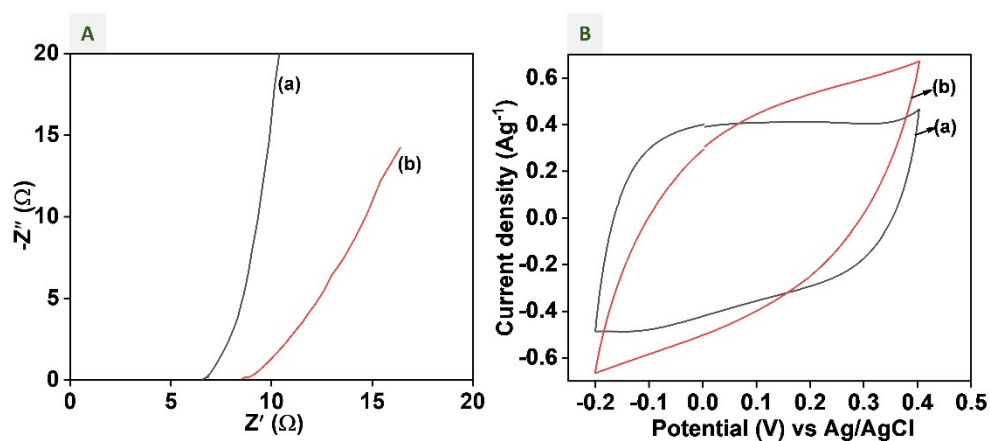 A
20
15
10
5
0
0
5
10
15
20
-Z″ (Ω)
Z′ (Ω)
(a)
(b)
B
0.6
0.4
0.2
0.0
-0.2
-0.4
-0.6
-0.2
-0.1
0.0
0.1
0.2
0.3
0.4
0.5
Current density (Ag⁻¹)
Potential (V) vs Ag/AgCl
(b)
(a)